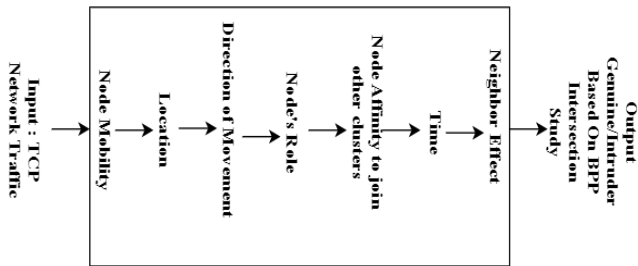 Input : TCP
Network Traffic
Node Mobility
Location
Direction of Movement
Node's Role
Node Affinity to join
other clusters
Time
Neighbor Effect
Output
Genuine/Intruder
Based On BPP
Intersection
Study